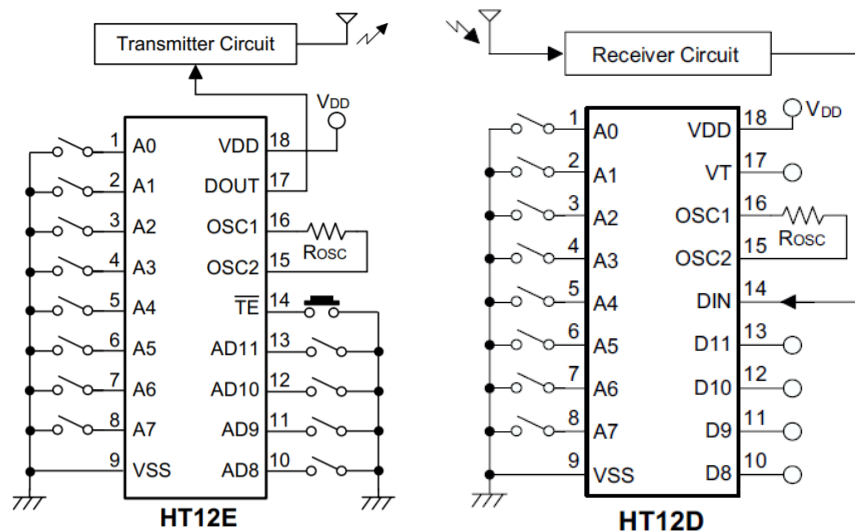 Transmitter Circuit
VDD
1 A0 VDD 18
2 A1 DOUT 17
3 A2 OSC1 16
ROSC
4 A3 OSC2 15
5 A4 TE 14
6 A5 AD11 13
7 A6 AD10 12
8 A7 AD9 11
9 VSS AD8 10
HT12E
Receiver Circuit
VDD
1 A0 VDD 18
2 A1 VT 17
3 A2 OSC1 16
ROSC
4 A3 OSC2 15
5 A4 DIN 14
6 A5 D11 13
7 A6 D10 12
8 A7 D9 11
9 VSS D8 10
HT12D